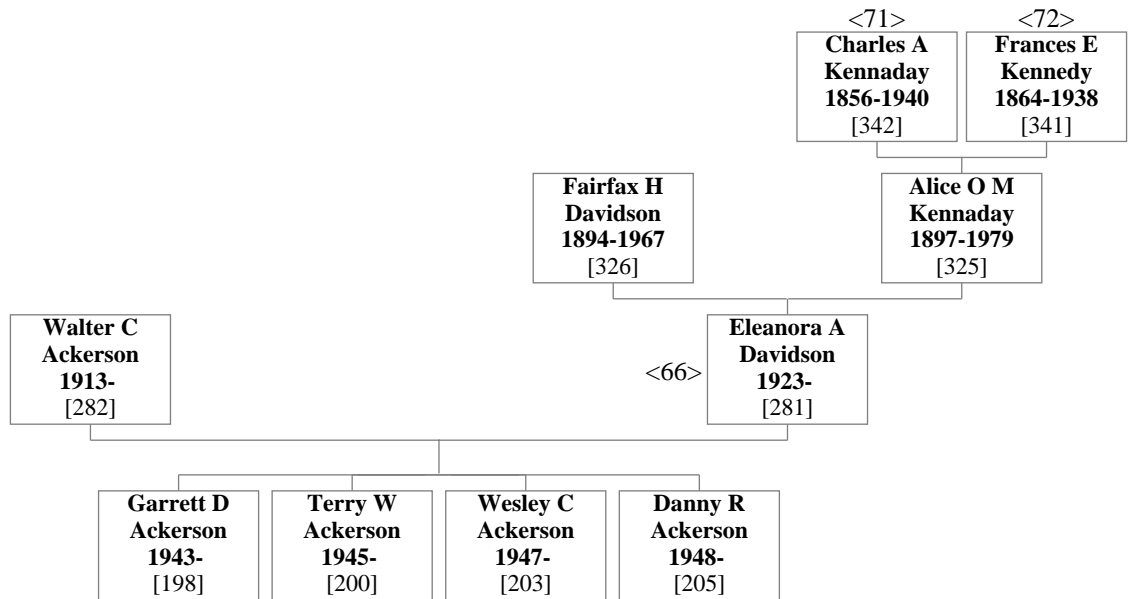 <71>
<72>
Charles A
Kennaday
1856-1940
[342]
Frances E
Kennedy
1864-1938
[341]
Fairfax H
Davidson
1894-1967
[326]
Alice O M
Kennaday
1897-1979
[325]
Walter C
Ackerson
1913-
[282]
<66>
Eleanora A
Davidson
1923-
[281]
Garrett D
Ackerson
1943-
[198]
Terry W
Ackerson
1945-
[200]
Wesley C
Ackerson
1947-
[203]
Danny R
Ackerson
1948-
[205]